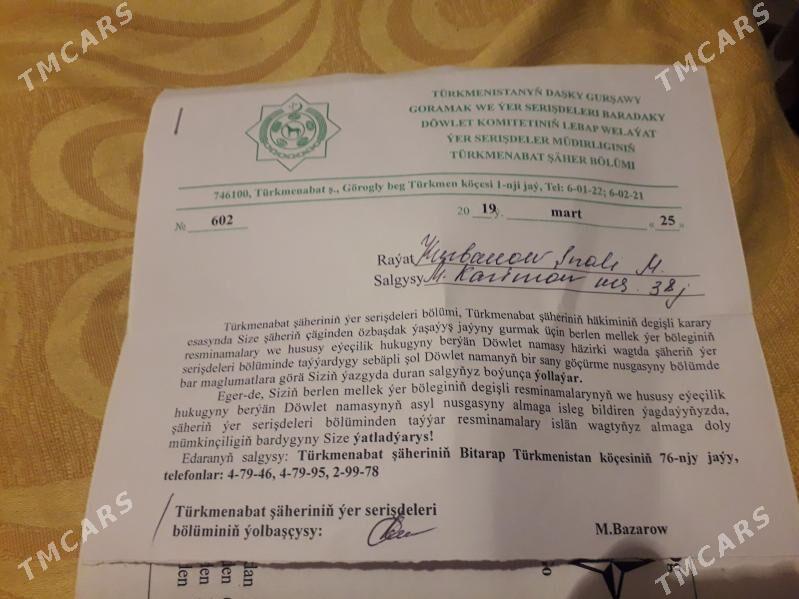 TÜRKMENISTANYŇ DAŞKY GURŞAWY
GORAMAK WE ÝER SERIŞDELERI BARADAKY
DÖWLET KOMITETINIŇ LEBAP WELAÝAT
ÝER SERIŞDELER MÜDIRLIGINIŇ
TÜRKMENABAT ŞÄHER BÖLÜMI
746100, Türkmenabat ş., Görogly beg Türkmen köçesi 1-nji jaý, Tel: 6-01-22; 6-02-21
№ 602 20 19 ý. mart « 25 »
Raýat Kurbanow M.
Salgysy M. Karimow 38j
Türkmenabat şäheriniň ýer serişdeleri bölümi, Türkmenabat şäheriniň häkiminiň degişli karary
esasynda Size şäheriň çäginden özbaşdak ýaşaýyş jaýyny gurmak üçin berlen mellek ýer böleginiň
resminamalary we hususy eýeçilik hukugyny berýän Döwlet namasy häzirki wagtda şäheriň ýer
serişdeleri bölüminde taýýardygy sebäpli şol Döwlet namanyň bir sany göçürme nusgasyny bölümde
bar maglumatlara görä Siziň ýazgyda duran salgyňyz boýunça ýollaýar.
Eger-de, Siziň berlen mellek ýer böleginiň degişli resminamalarynyň we hususy eýeçilik
hukugyny berýän Döwlet namasynyň asyl nusgasyny almaga isleg bildiren ýagdaýyňyzda,
şäheriň ýer serişdeleri bölüminden taýýar resminamalary islän wagtyňyz almaga doly
mümkinçiligiň bardygyny Size ýatladýarys!
Edaranyň salgysy: Türkmenabat şäheriniň Bitarap Türkmenistan köçesiniň 76-njy jaýy,
telefonlar: 4-79-46, 4-79-95, 2-99-78
Türkmenabat şäheriniň ýer serişdeleri
bölüminiň ýolbaşçysy:
M.Bazarow
TMCARS
TMCARS
TMCARS
TMCARS